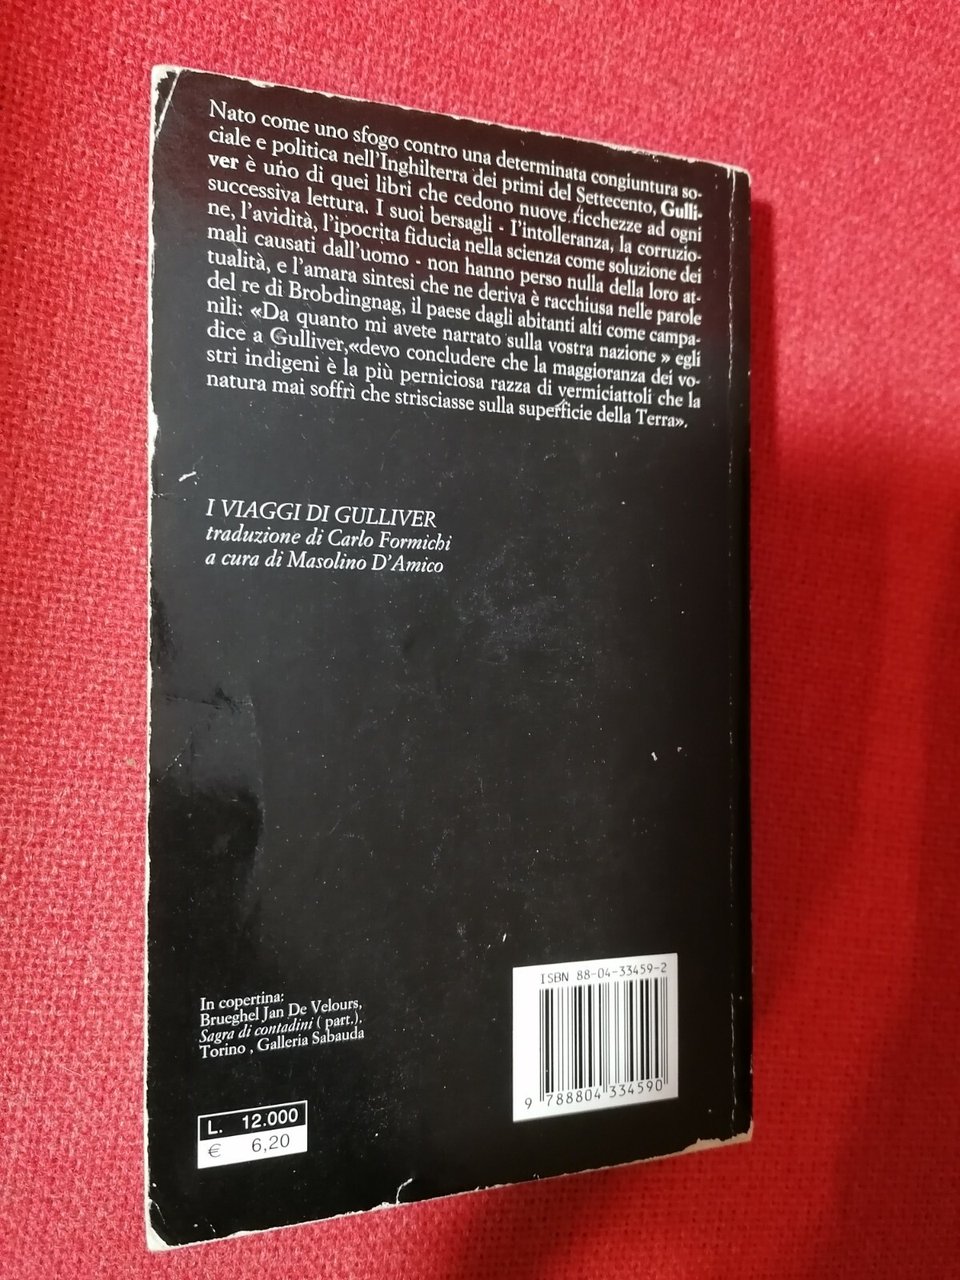 Nato come uno sfogo contro una determinata congiuntura so-
ciale e politica nell'Inghilterra dei primi del Settecento, Gulli-
ver è uno di quei libri che cedono nuove ricchezze ad ogni
successiva lettura. I suoi bersagli - l'intolleranza, la corruzio-
ne, l'avidità, l'ipocrita fiducia nella scienza come soluzione dei
mali causati dall'uomo - non hanno perso nulla della loro at-
tualità, e l'amara sintesi che ne deriva è racchiusa nelle parole
del re di Brobdingnag, il paese dagli abitanti alti come campa-
nili: «Da quanto mi avete narrato sulla vostra nazione » egli
dice a Gulliver,«devo concludere che la maggioranza dei vo-
stri indigeni è la più perniciosa razza di vermiciattoli che la
natura mai soffrì che strisciasse sulla superficie della Terra».
I VIAGGI DI GULLIVER
traduzione di Carlo Formichi
a cura di Masolino D'Amico
In copertina:
Brueghel Jan De Velours,
Sagra di contadini ( part.).
Torino , Galleria Sabauda
ISBN 88-04-33459-2
9 788804 334590
L. 12.000
€ 6,20